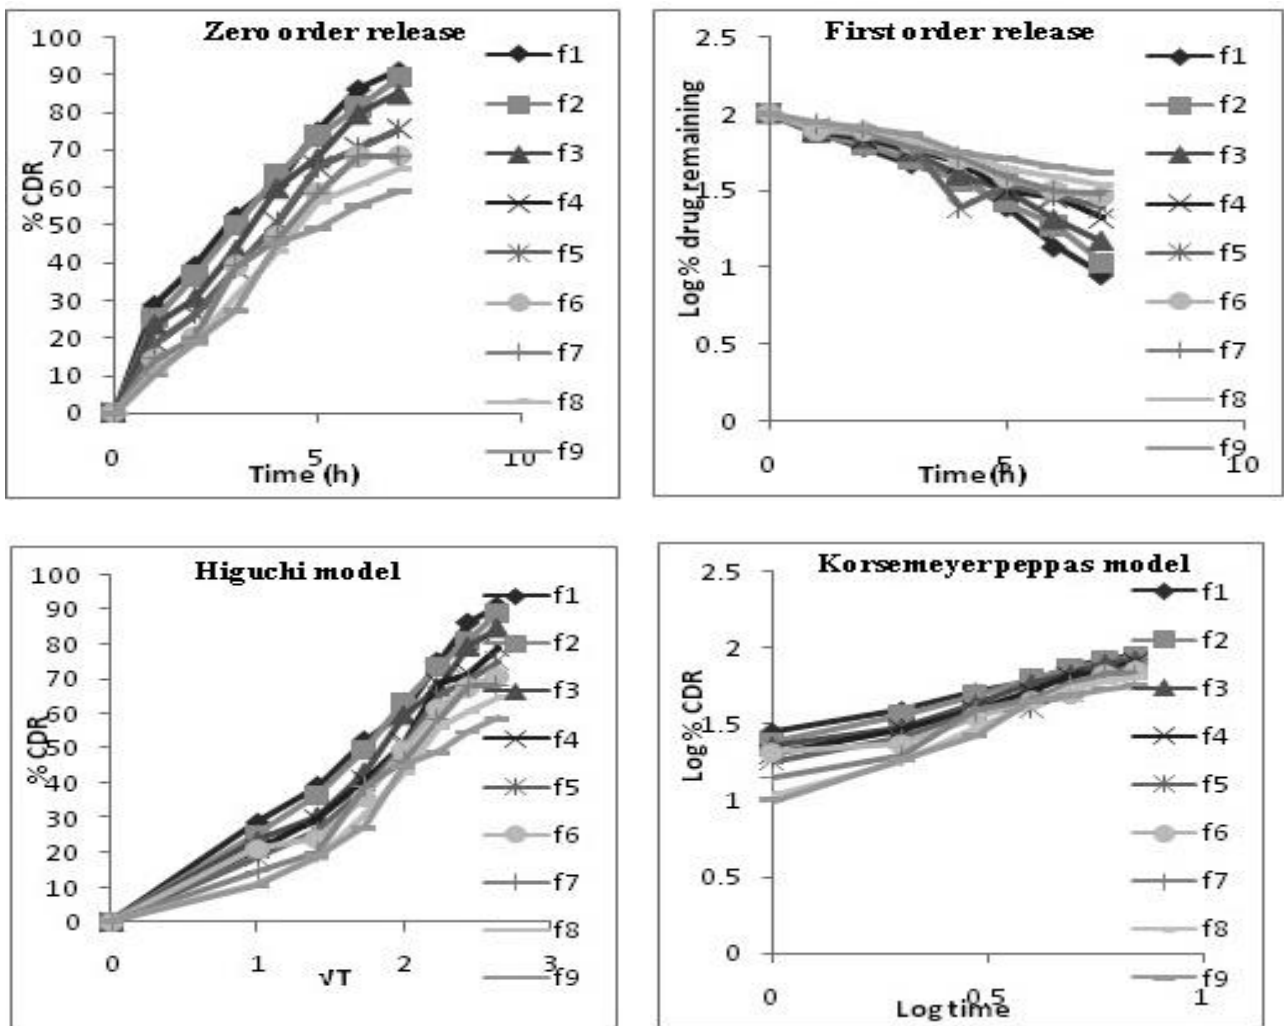 Zero order release
100
90
80
70
60
50
40
30
20
10
0
% CDR
0
5
10
Time (h)
f1
f2
f3
f4
f5
f6
f7
f8
f9
First order release
2.5
2
1.5
1
0.5
0
Log % drug remaining
0
5
10
Time (h)
f1
f2
f3
f4
f5
f6
f7
f8
f9
Higuchi model
100
90
80
70
60
50
40
30
20
10
0
% CDR
0
1
2
3
√T
f1
f2
f3
f4
f5
f6
f7
f8
f9
Korsemeyerpeppas model
2.5
2
1.5
1
0.5
0
Log % CDR
0
0.5
1
Log time
f1
f2
f3
f4
f5
f6
f7
f8
f9